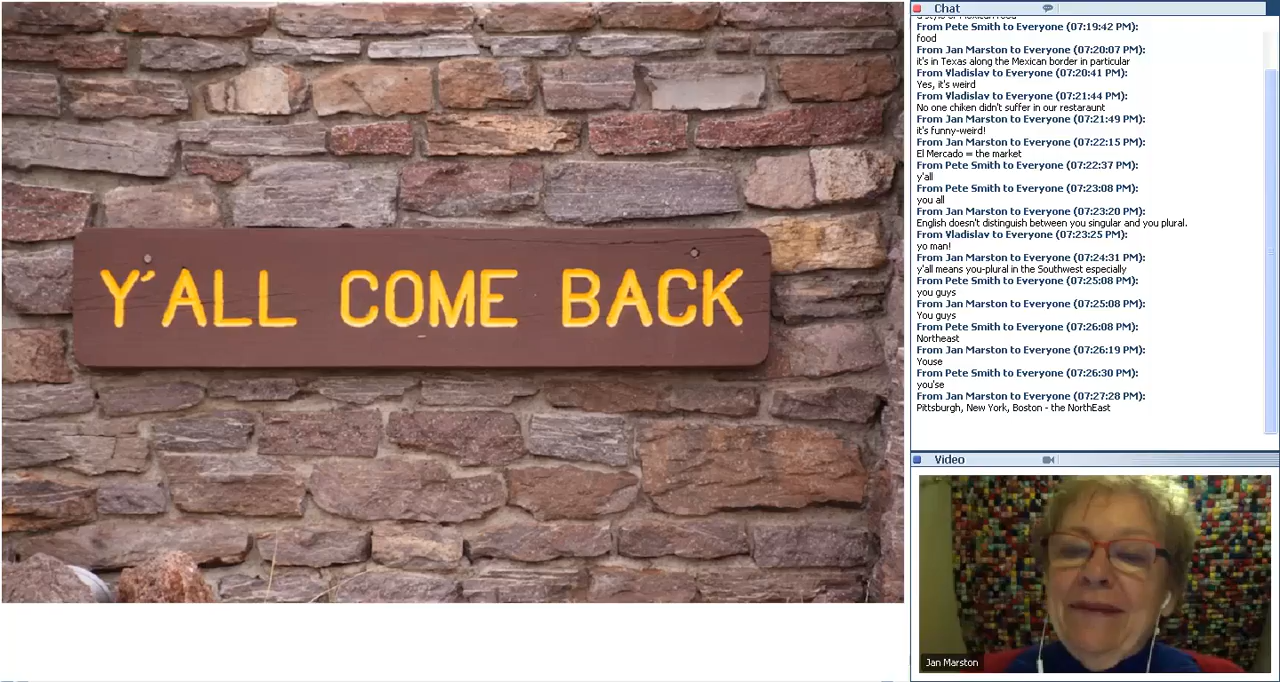 Y'ALL COME BACK
Chat
From Pete Smith to Everyone (07:19:42 PM):
food
From Jan Marston to Everyone (07:20:07 PM):
it's in Texas along the Mexican border in particular
From Vladislav to Everyone (07:20:41 PM):
Yes, it's weird
From Vladislav to Everyone (07:21:44 PM):
No one chiken didn't suffer in our restaraunt
From Jan Marston to Everyone (07:21:49 PM):
it's funny-weird!
From Jan Marston to Everyone (07:22:15 PM):
El Mercado = the market
From Pete Smith to Everyone (07:22:37 PM):
y'all
From Pete Smith to Everyone (07:23:08 PM):
you all
From Jan Marston to Everyone (07:23:20 PM):
English doesn't distinguish between you singular and you plural.
From Vladislav to Everyone (07:23:25 PM):
yo man!
From Jan Marston to Everyone (07:24:31 PM):
y'all means you-plural in the Southwest especially
From Pete Smith to Everyone (07:25:08 PM):
you guys
From Jan Marston to Everyone (07:25:08 PM):
You guys
From Pete Smith to Everyone (07:26:08 PM):
Northeast
From Jan Marston to Everyone (07:26:19 PM):
Youse
From Pete Smith to Everyone (07:26:30 PM):
you'se
From Jan Marston to Everyone (07:27:28 PM):
Pittsburgh, New York, Boston - the NorthEast
Video
Jan Marston